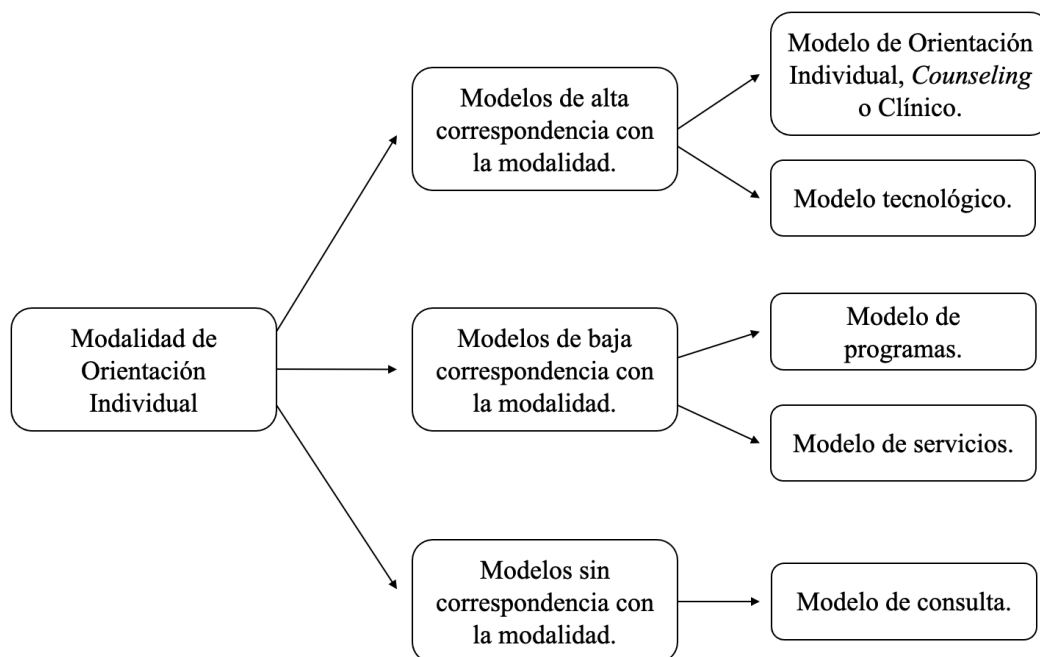 Modalidad de
Orientación
Individual
Modelos de alta
correspondencia con
la modalidad.
Modelo de Orientación
Individual, Counseling
o Clínico.
Modelo tecnológico.
Modelos de baja
correspondencia con
la modalidad.
Modelo de
programas.
Modelo de servicios.
Modelos sin
correspondencia con
la modalidad.
Modelo de consulta.